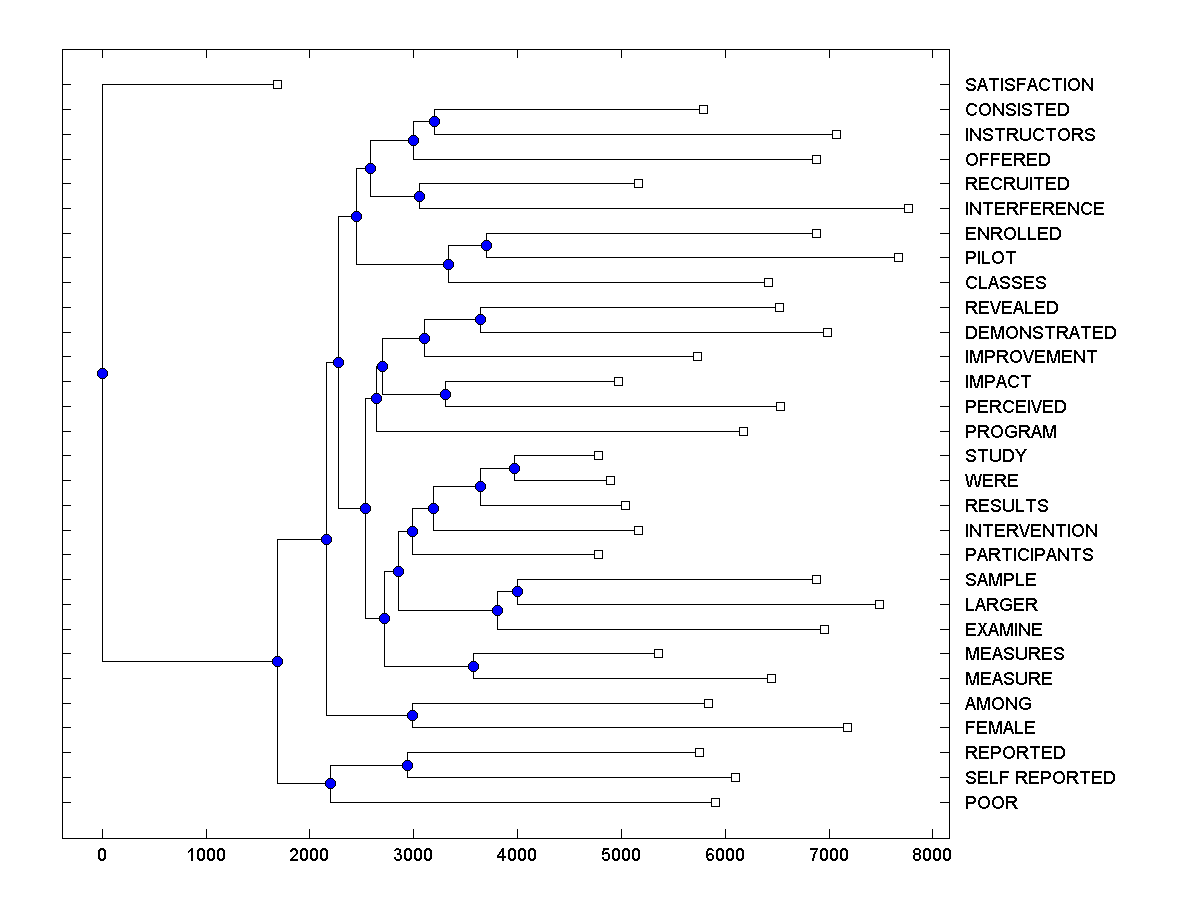 SATISFACTION
CONSISTED
INSTRUCTORS
OFFERED
RECRUITED
INTERFERENCE
ENROLLED
PILOT
CLASSES
REVEALED
DEMONSTRATED
IMPROVEMENT
IMPACT
PERCEIVED
PROGRAM
STUDY
WERE
RESULTS
INTERVENTION
PARTICIPANTS
SAMPLE
LARGER
EXAMINE
MEASURES
MEASURE
AMONG
FEMALE
REPORTED
SELF REPORTED
POOR
0 1000 2000 3000 4000 5000 6000 7000 8000